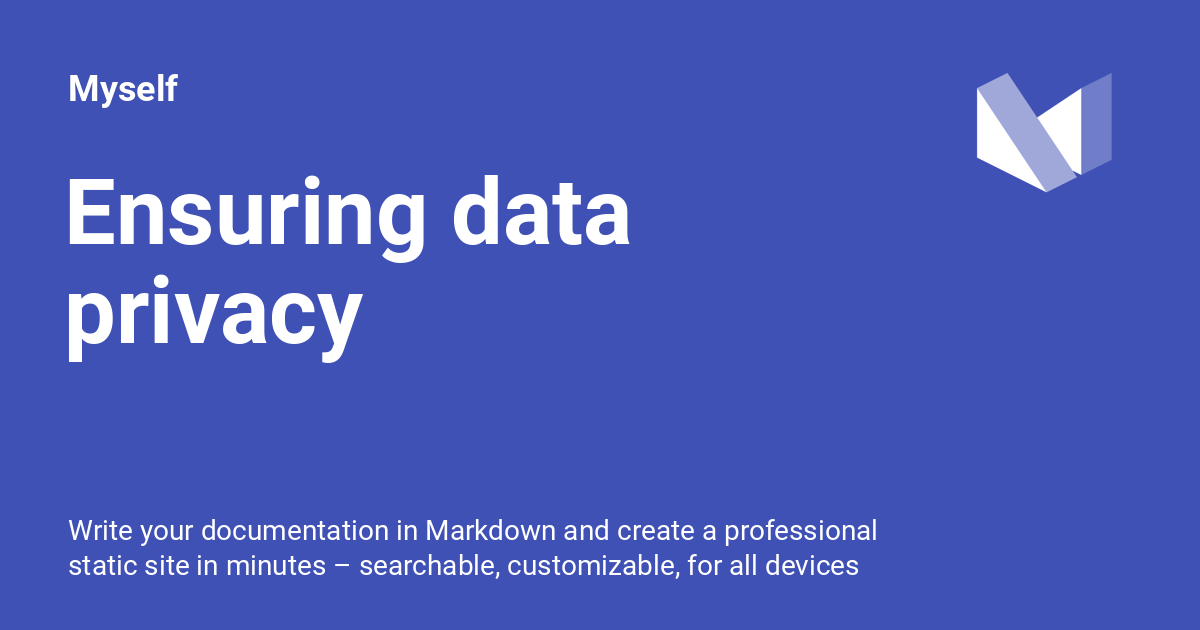 Myself
Ensuring data
privacy
Write your documentation in Markdown and create a professional
static site in minutes – searchable, customizable, for all devices